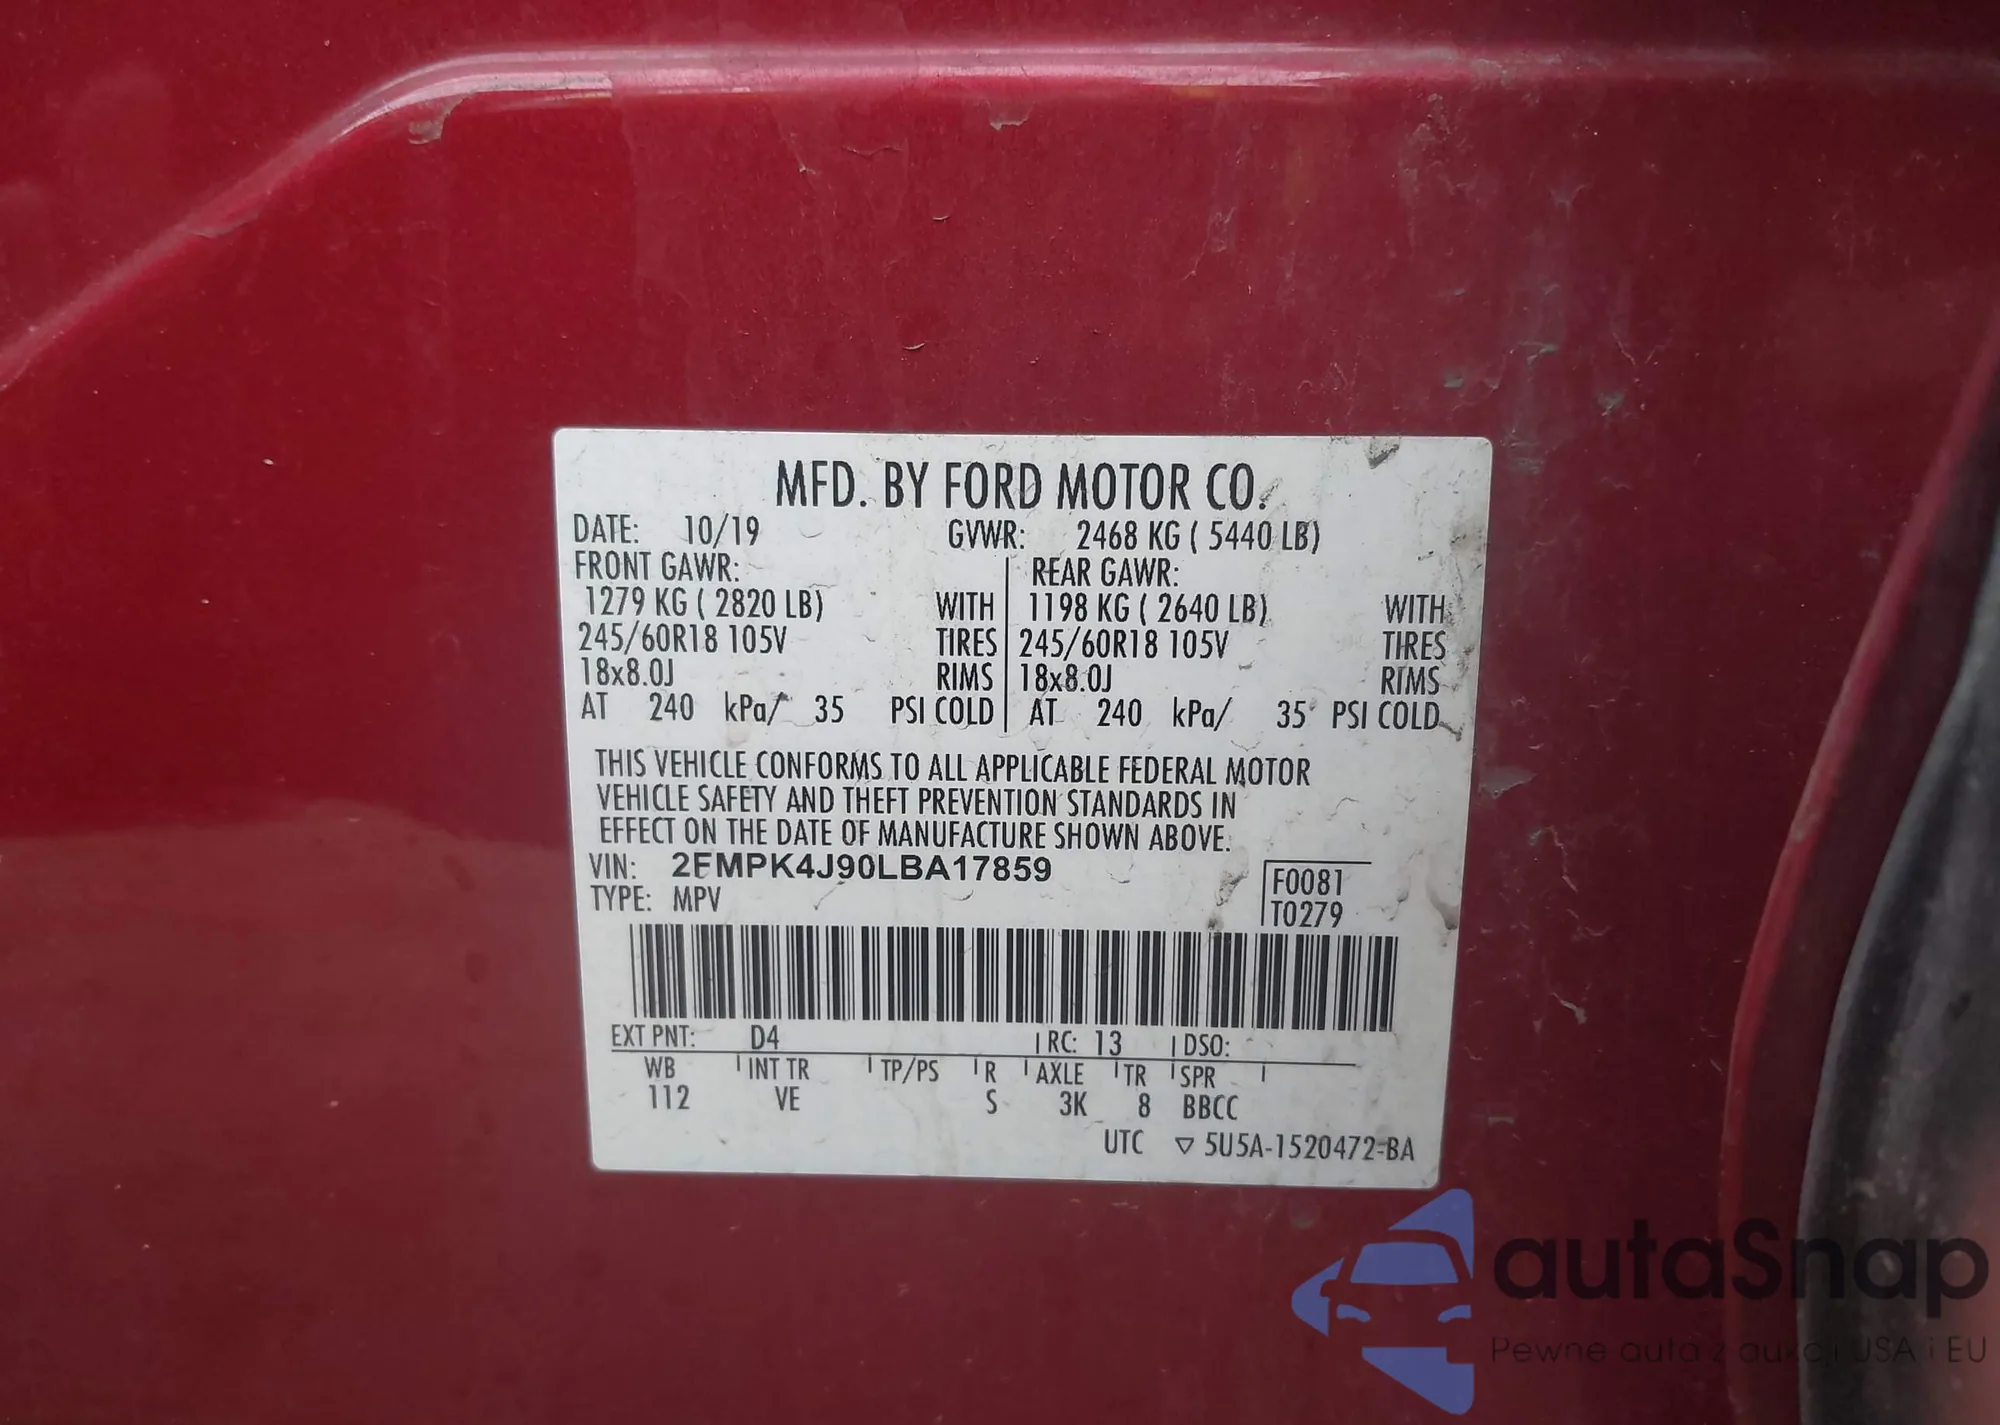 MFD. BY FORD MOTOR CO.
DATE: 10/19 GVWR: 2468 KG ( 5440 LB)
FRONT GAWR: REAR GAWR:
1279 KG ( 2820 LB) WITH 1198 KG ( 2640 LB) WITH
245/60R18 105V TIRES 245/60R18 105V TIRES
18x8.0J RIMS 18x8.0J RIMS
AT 240 kPa/ 35 PSI COLD AT 240 kPa/ 35 PSI COLD
THIS VEHICLE CONFORMS TO ALL APPLICABLE FEDERAL MOTOR
VEHICLE SAFETY AND THEFT PREVENTION STANDARDS IN
EFFECT ON THE DATE OF MANUFACTURE SHOWN ABOVE.
VIN: 2FMPK4J90LBA17859
TYPE: MPV
F0081
T0279
EXT PNT: D4 RC: 13 DSO:
WB INT TR TP/PS R AXLE TR SPR
112 VE S 3K 8 BBCC
UTC ▽ 5U5A-1520472-BA
autaSnap
Pewne auta z aukcji USA i EU